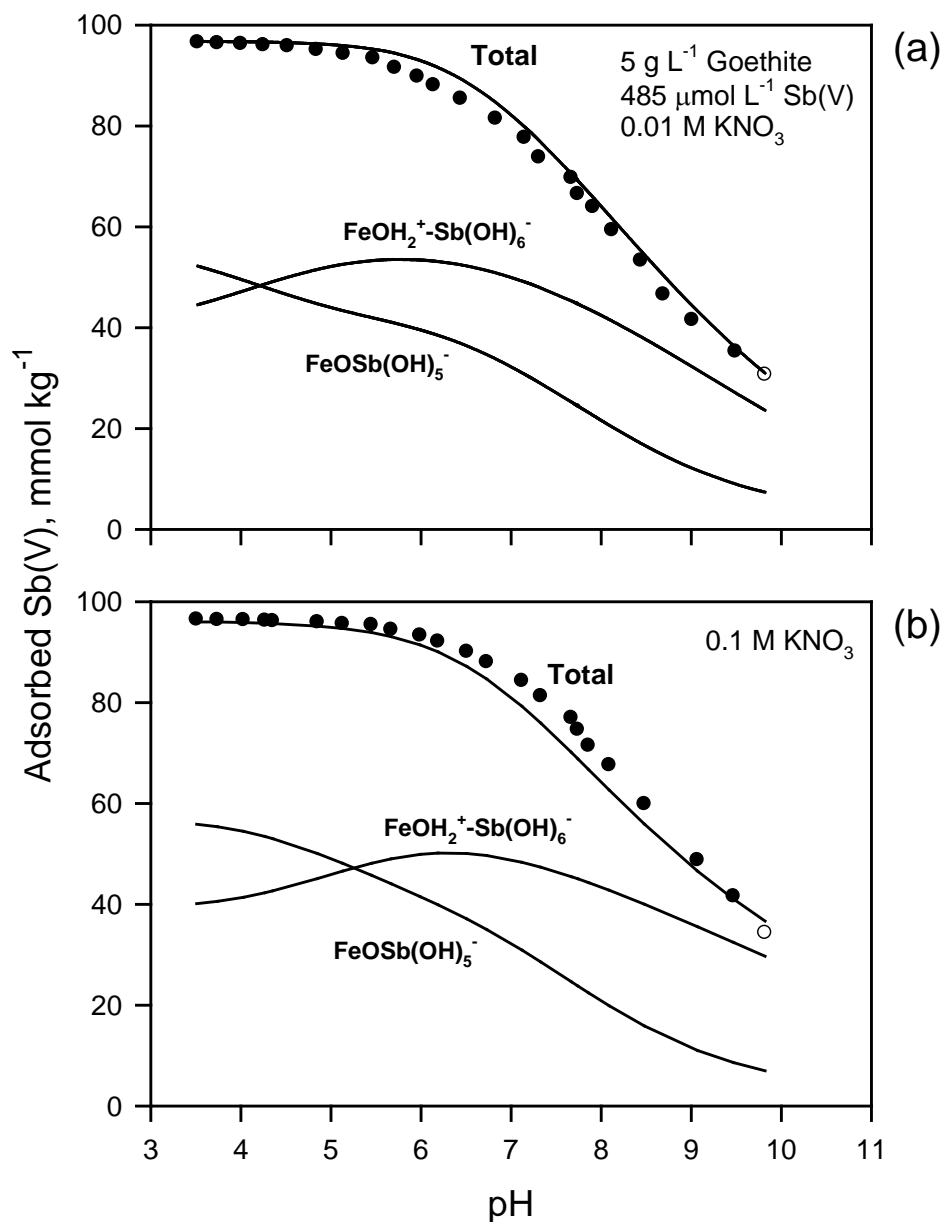 (a)
100
80
60
40
20
0
Total
5 g L⁻¹ Goethite
485 μmol L⁻¹ Sb(V)
0.01 M KNO₃
FeOH₂⁺-Sb(OH)₆⁻
FeOSb(OH)₅⁻
Adsorbed Sb(V), mmol kg⁻¹
(b)
100
80
60
40
20
0
0.1 M KNO₃
Total
FeOH₂⁺-Sb(OH)₆⁻
FeOSb(OH)₅⁻
3 4 5 6 7 8 9 10 11
pH